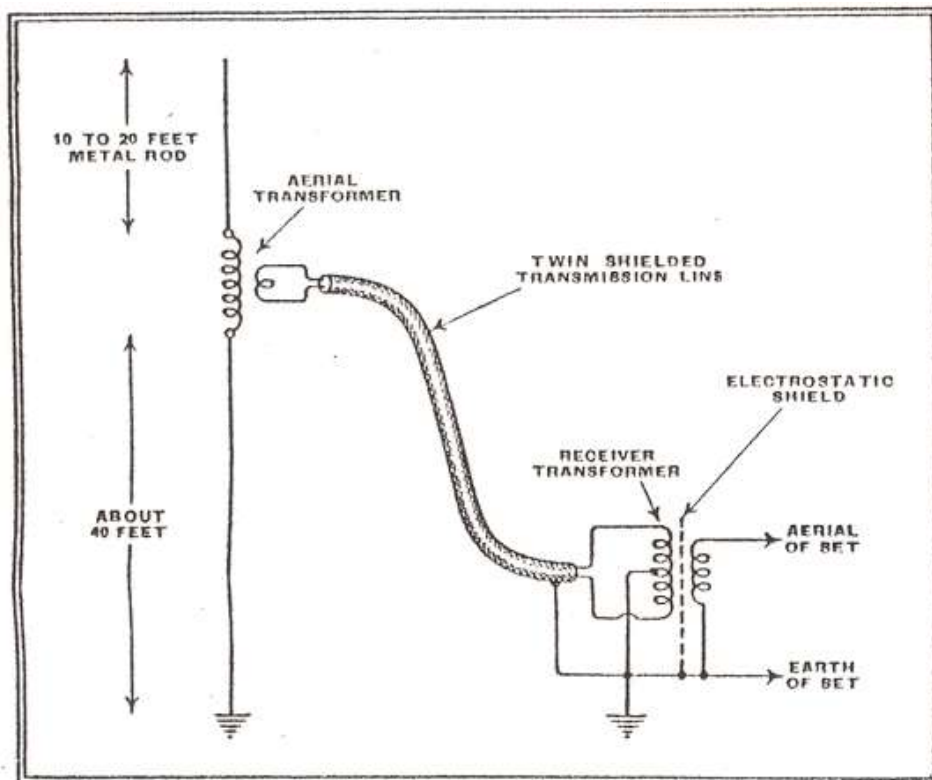 10 TO 20 FEET
METAL ROD
AERIAL
TRANSFORMER
TWIN SHIELDED
TRANSMISSION LINS
ELECTROSTATIC
SHIELD
RECEIVER
TRANSFORMER
ABOUT
40 FEET
AERIAL
OF SET
EARTH
OF SET